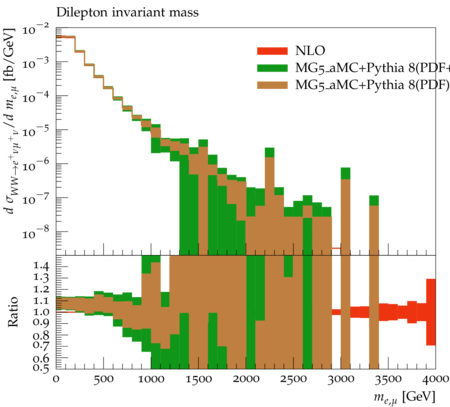 Dilepton invariant mass
d σ_{WW→e⁺νμ⁺ν}/d m_{e,μ} [fb/GeV]
10⁻²
10⁻³
10⁻⁴
10⁻⁵
10⁻⁶
10⁻⁷
10⁻⁸
NLO
MG5_aMC+Pythia 8(PDF+
MG5_aMC+Pythia 8(PDF)
Ratio
1.4
1.3
1.2
1.1
1.0
0.9
0.8
0.7
0.6
0.5
0 500 1000 1500 2000 2500 3000 3500 4000
m_{e,μ} [GeV]